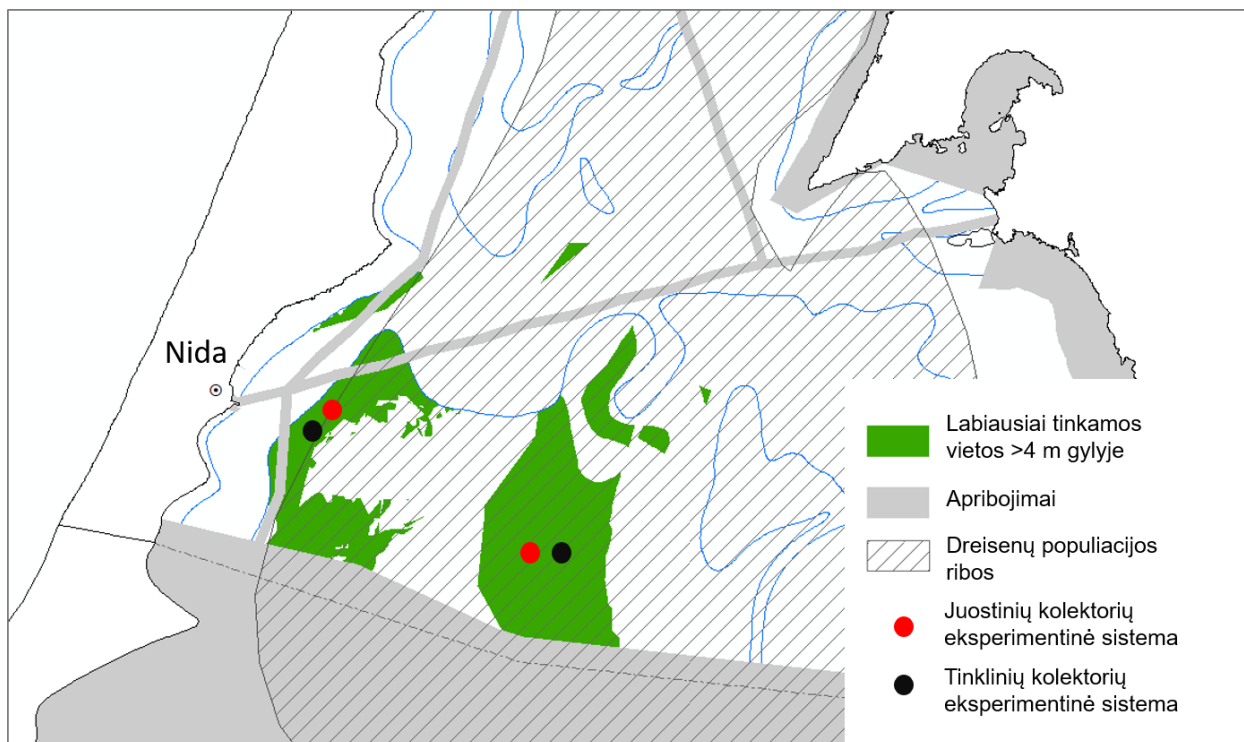 Nida
Labiausiai tinkamos
vietos >4 m gylyje
Apribojimai
Dreisenų populiacijos
ribos
Juostinių kolektorių
eksperimentinė sistema
Tinklinių kolektorių
eksperimentinė sistema